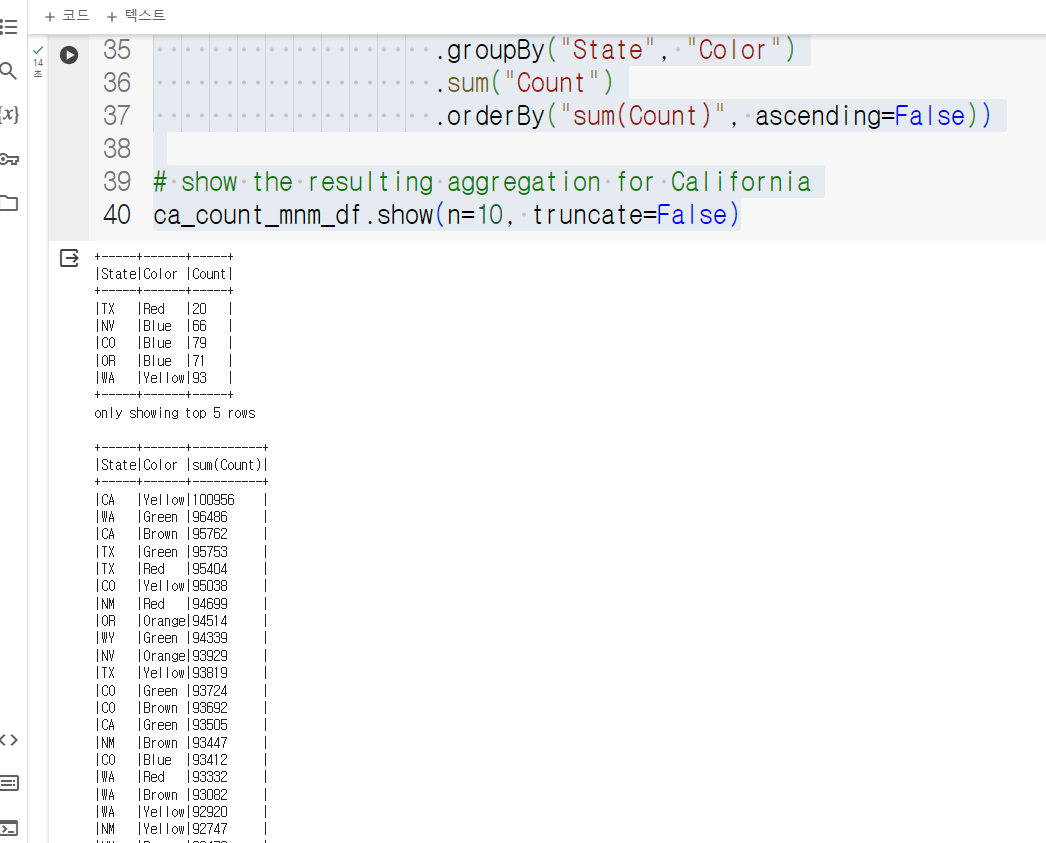 + 코드 + 텍스트
14
초
{x}
35 .groupBy("State", "Color")
36 .sum("Count")
37 .orderBy("sum(Count)", ascending=False))
38
39 # show the resulting aggregation for California
40 ca_count_mnm_df.show(n=10, truncate=False)
+-----+------+-----+
|State|Color |Count|
+-----+------+-----+
|TX   |Red   |20   |
|NV   |Blue  |66   |
|CO   |Blue  |79   |
|OR   |Blue  |71   |
|WA   |Yellow|93   |
+-----+------+-----+
only showing top 5 rows
+-----+------+----------+
|State|Color |sum(Count)|
+-----+------+----------+
|CA   |Yellow|100956    |
|WA   |Green |96486     |
|CA   |Brown |95762     |
|TX   |Green |95753     |
|TX   |Red   |95404     |
|CO   |Yellow|95038     |
|NM   |Red   |94699     |
|OR   |Orange|94514     |
|WY   |Green |94339     |
|NV   |Orange|93929     |
|TX   |Yellow|93819     |
|CO   |Green |93724     |
|CO   |Brown |93692     |
|CA   |Green |93505     |
|NM   |Brown |93447     |
|CO   |Blue  |93412     |
|WA   |Red   |93332     |
|WA   |Brown |93082     |
|WA   |Yellow|92920     |
|NM   |Yellow|92747     |